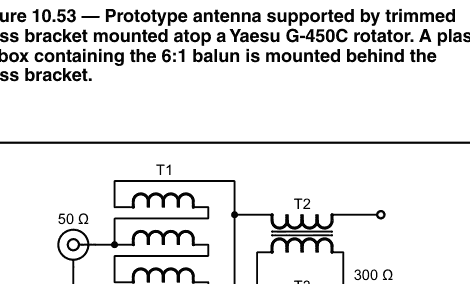 ure 10.53 — Prototype antenna supported by trimmed
ss bracket mounted atop a Yaesu G-450C rotator. A plas
box containing the 6:1 balun is mounted behind the
ss bracket.
T1
T2
50 Ω
300 Ω